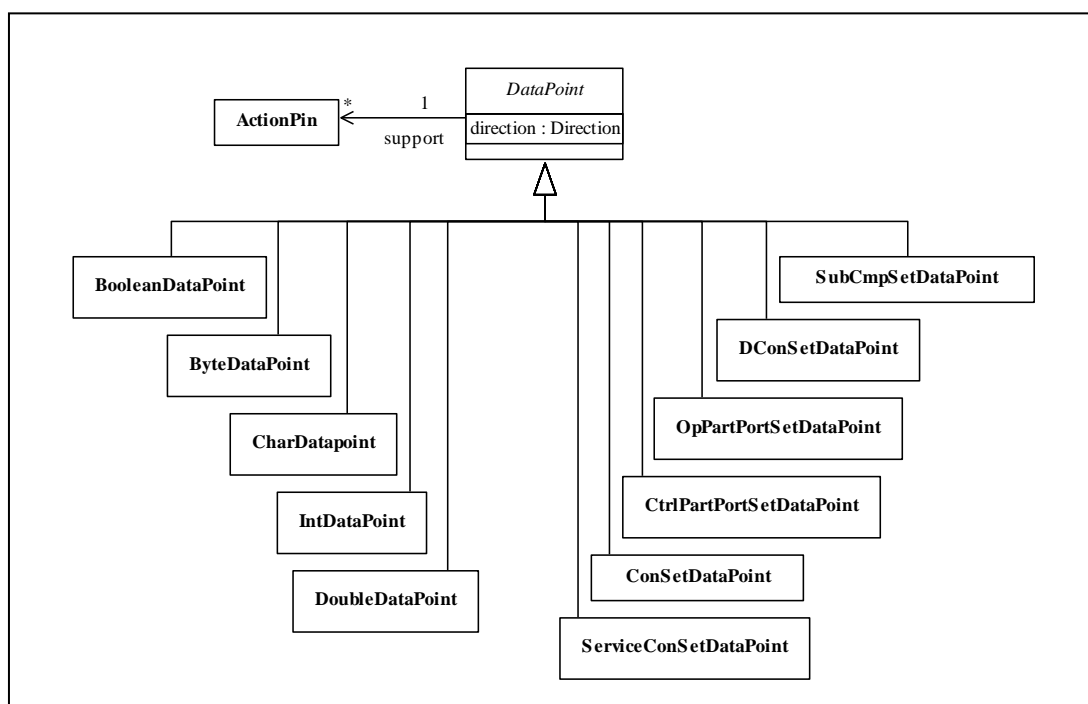 DataPoint
* 1
ActionPin
direction : Direction
support
BooleanDataPoint
SubCmpSetDataPoint
ByteDataPoint
DConSetDataPoint
CharDatapoint
OpPartPortSetDataPoint
IntDataPoint
CtrlPartPortSetDataPoint
DoubleDataPoint
ConSetDataPoint
ServiceConSetDataPoint